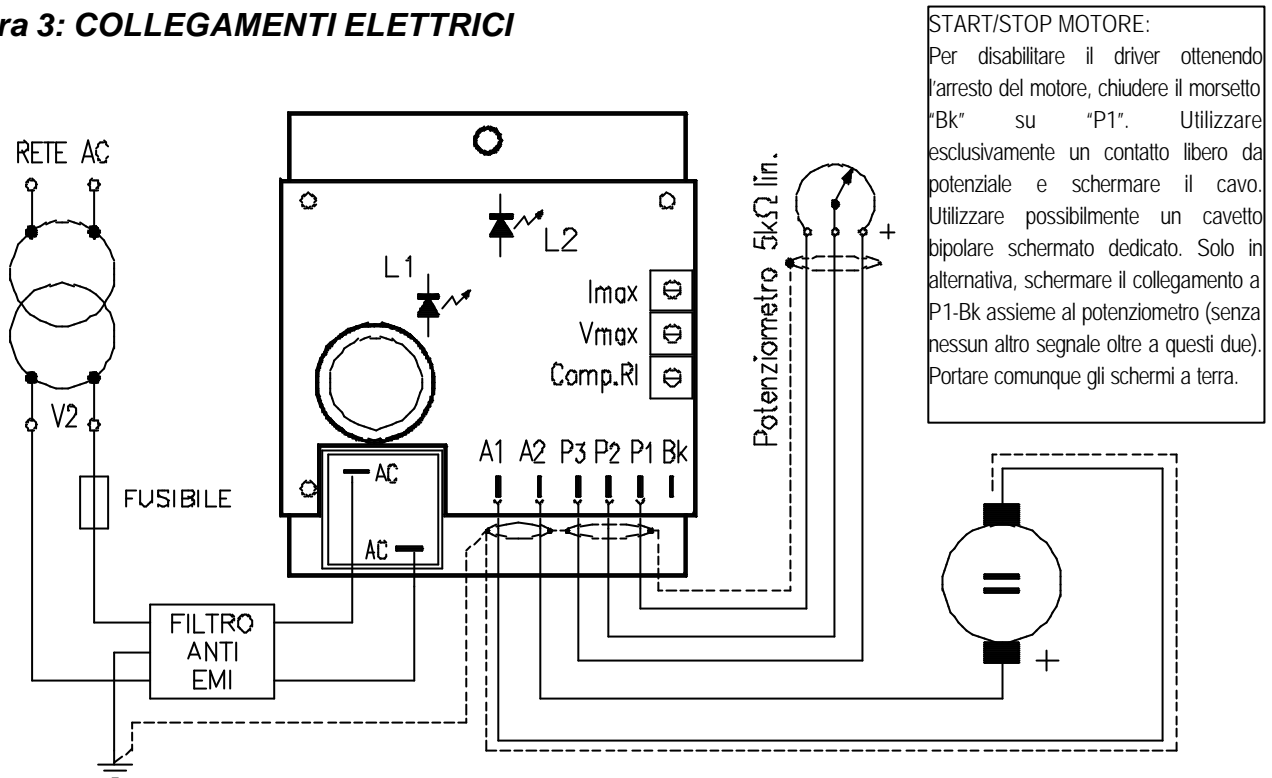 ra 3: COLLEGAMENTI ELETTRICI
START/STOP MOTORE:
Per disabilitare il driver ottenendo
l'arresto del motore, chiudere il morsetto
"Bk" su "P1". Utilizzare
esclusivamente un contatto libero da
potenziale e schermare il cavo.
Utilizzare possibilmente un cavetto
bipolare schermato dedicato. Solo in
alternativa, schermare il collegamento a
P1-Bk assieme al potenziometro (senza
nessun altro segnale oltre a questi due).
Portare comunque gli schermi a terra.
RETE AC
V2
FUSIBILE
FILTRO
ANTI
EMI
L1
L2
Imax
Vmax
Comp.RI
AC
AC
A1 A2 P3 P2 P1 Bk
Potenziometro 5kΩ lin.
+
+